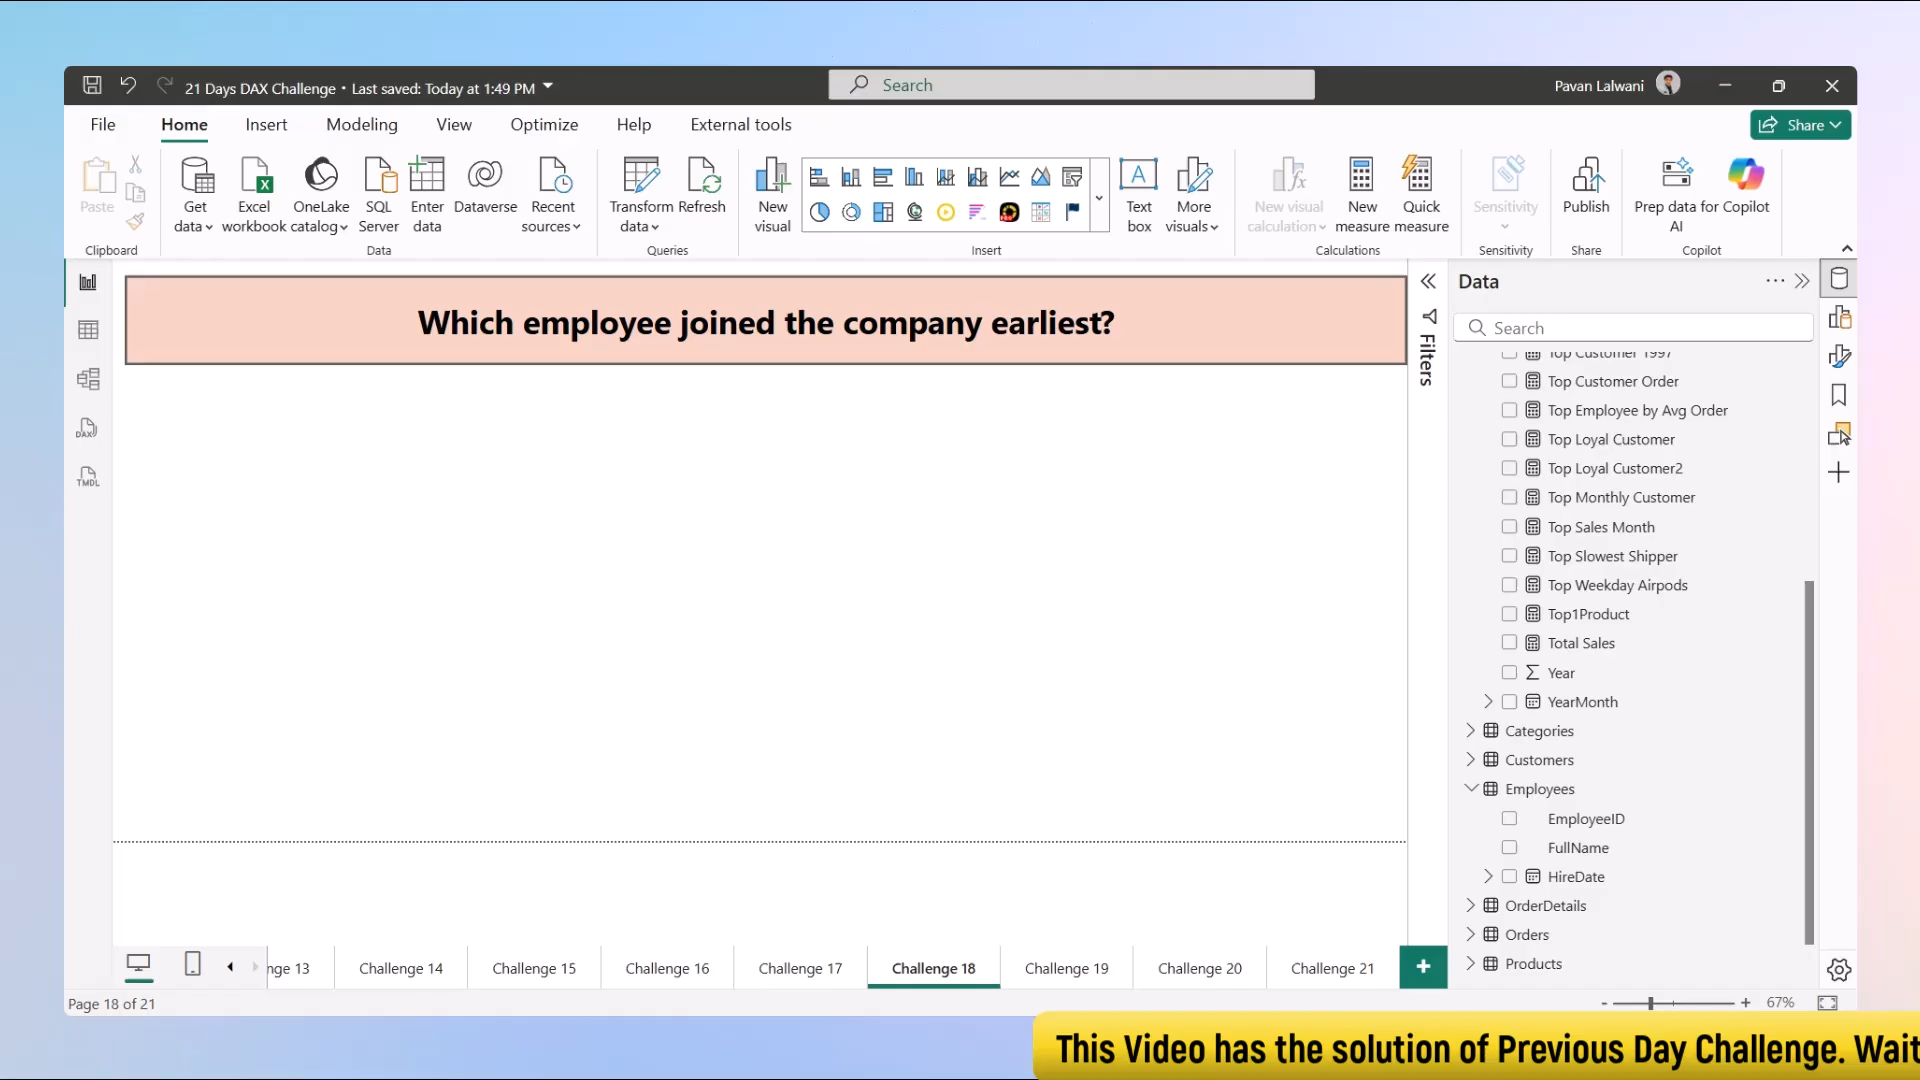 21 Days DAX Challenge • Last saved: Today at 1:49 PM
Search
Pavan Lalwani
File
Home
Insert
Modeling
View
Optimize
Help
External tools
Share
Paste
Get data
Excel workbook
OneLake catalog
SQL Server
Enter data
Dataverse
Recent sources
Transform data
Refresh
New visual
Text box
More visuals
New visual calculation
New measure
Quick measure
Sensitivity
Publish
Prep data for AI
Copilot
Clipboard
Data
Queries
Insert
Calculations
Sensitivity
Share
Copilot
DAX
TMDL
Which employee joined the company earliest?
Filters
Data
Search
Top Customer 1997
Top Customer Order
Top Employee by Avg Order
Top Loyal Customer
Top Loyal Customer2
Top Monthly Customer
Top Sales Month
Top Slowest Shipper
Top Weekday Airpods
Top1Product
Total Sales
Year
YearMonth
Categories
Customers
Employees
EmployeeID
FullName
HireDate
OrderDetails
Orders
Products
nge 13
Challenge 14
Challenge 15
Challenge 16
Challenge 17
Challenge 18
Challenge 19
Challenge 20
Challenge 21
Page 18 of 21
67%
This Video has the solution of Previous Day Challenge. Wait